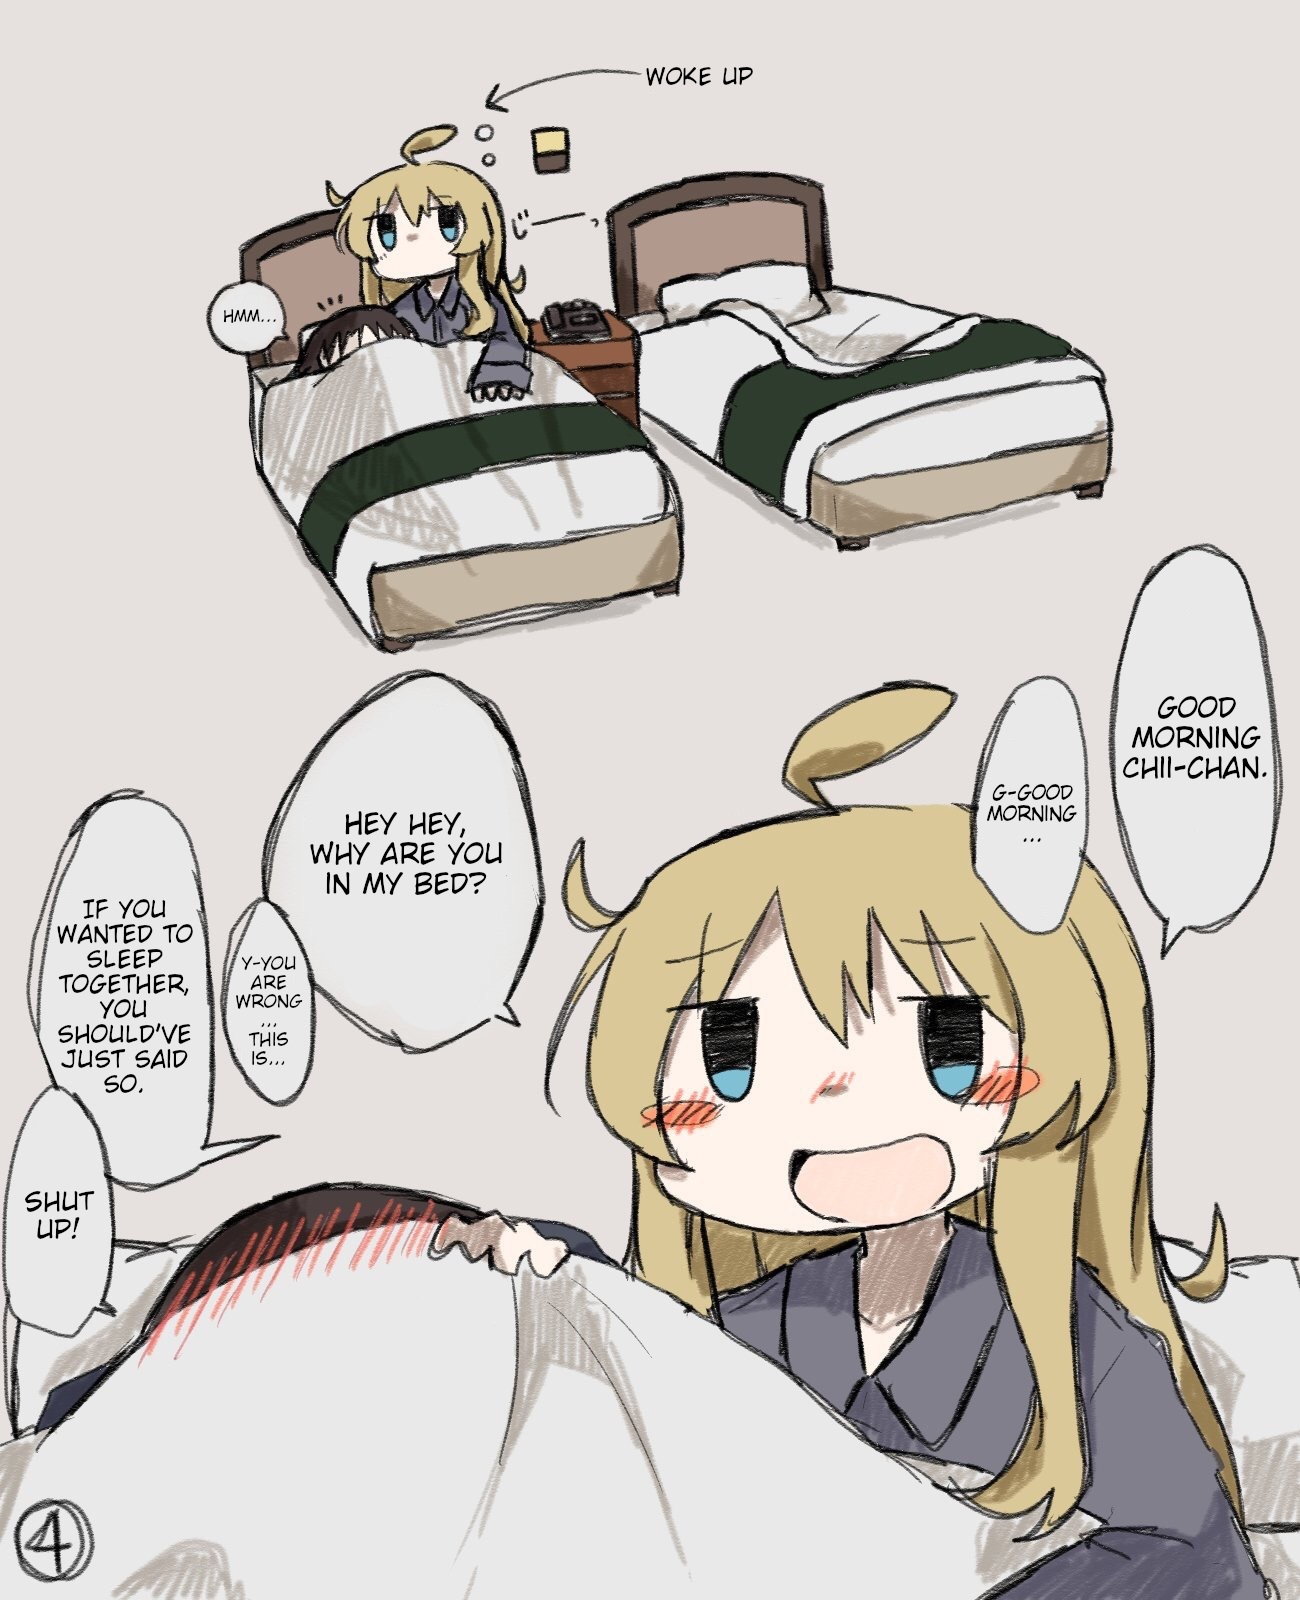 WOKE UP
じーっ
HMM...
GOOD
MORNING
CHII-CHAN.
G-GOOD
MORNING
...
HEY HEY,
WHY ARE YOU
IN MY BED?
Y-YOU
ARE
WRONG
...
THIS
IS...
IF YOU
WANTED TO
SLEEP
TOGETHER,
YOU
SHOULD'VE
JUST SAID
SO.
SHUT
UP!
4